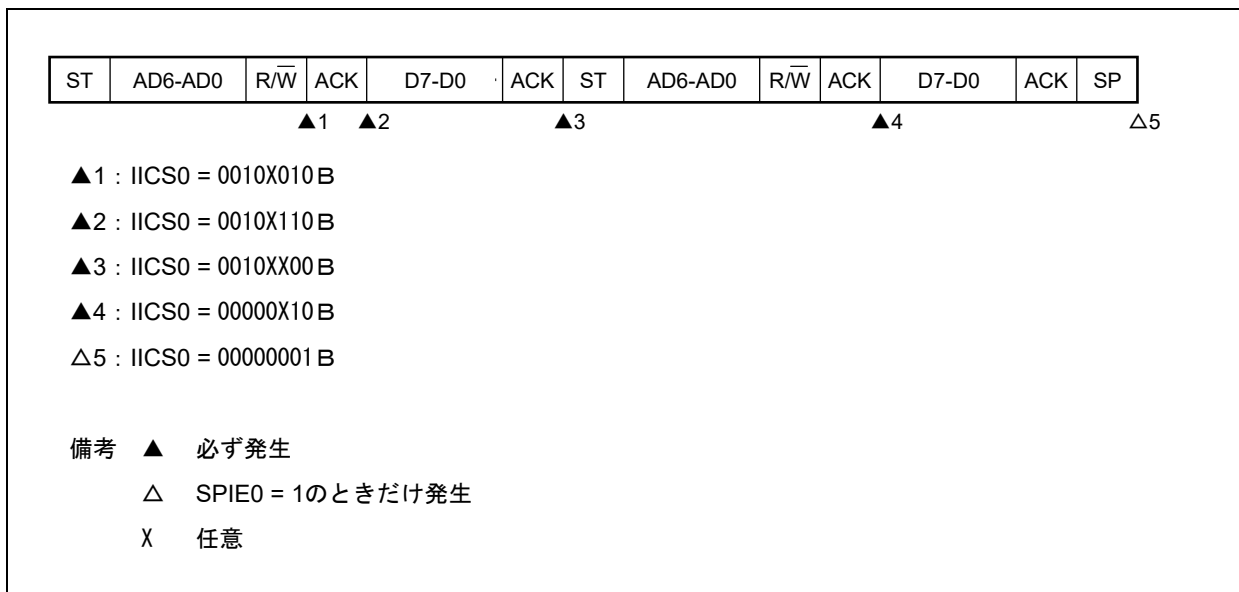 ST AD6-AD0 R/W̅ ACK D7-D0 ACK ST AD6-AD0 R/W̅ ACK D7-D0 ACK SP
▲1 ▲2 ▲3 ▲4 △5
▲1：IICS0 = 0010X010B
▲2：IICS0 = 0010X110B
▲3：IICS0 = 0010XX00B
▲4：IICS0 = 00000X10B
△5：IICS0 = 00000001B
備考 ▲ 必ず発生
△ SPIE0 = 1のときだけ発生
X 任意